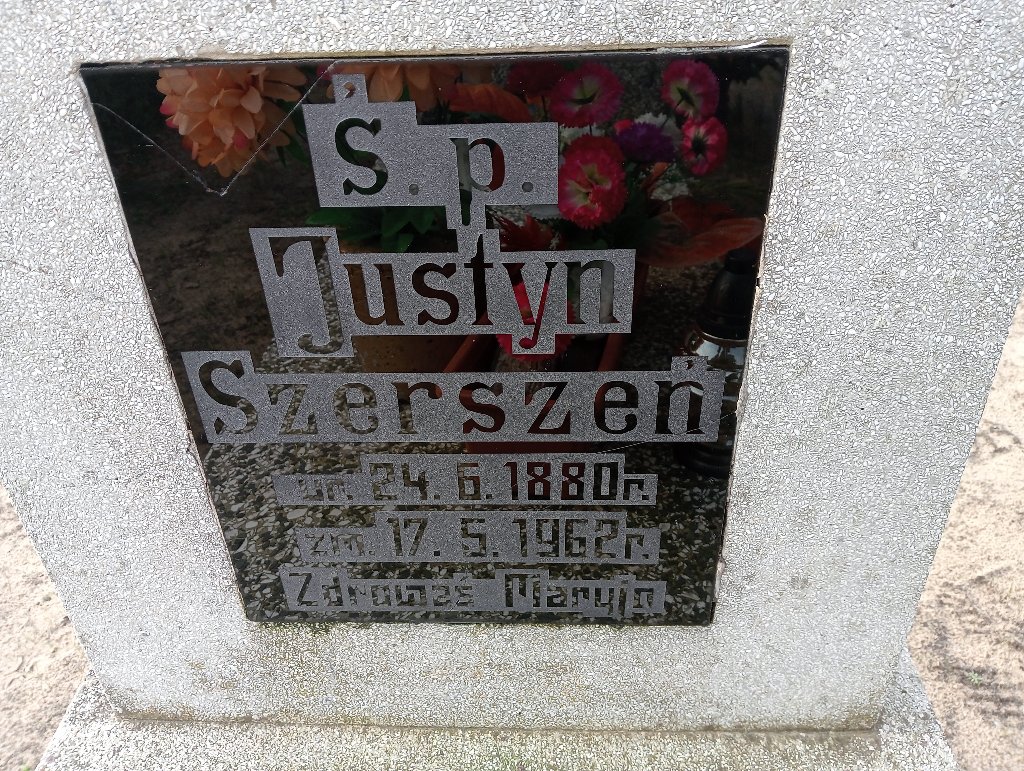 Ś. p.
Justyn
Szerszeń
ur. 24. 6. 1880 r.
zm. 17. 5. 1962 r.
Zdrowaś Maryjo